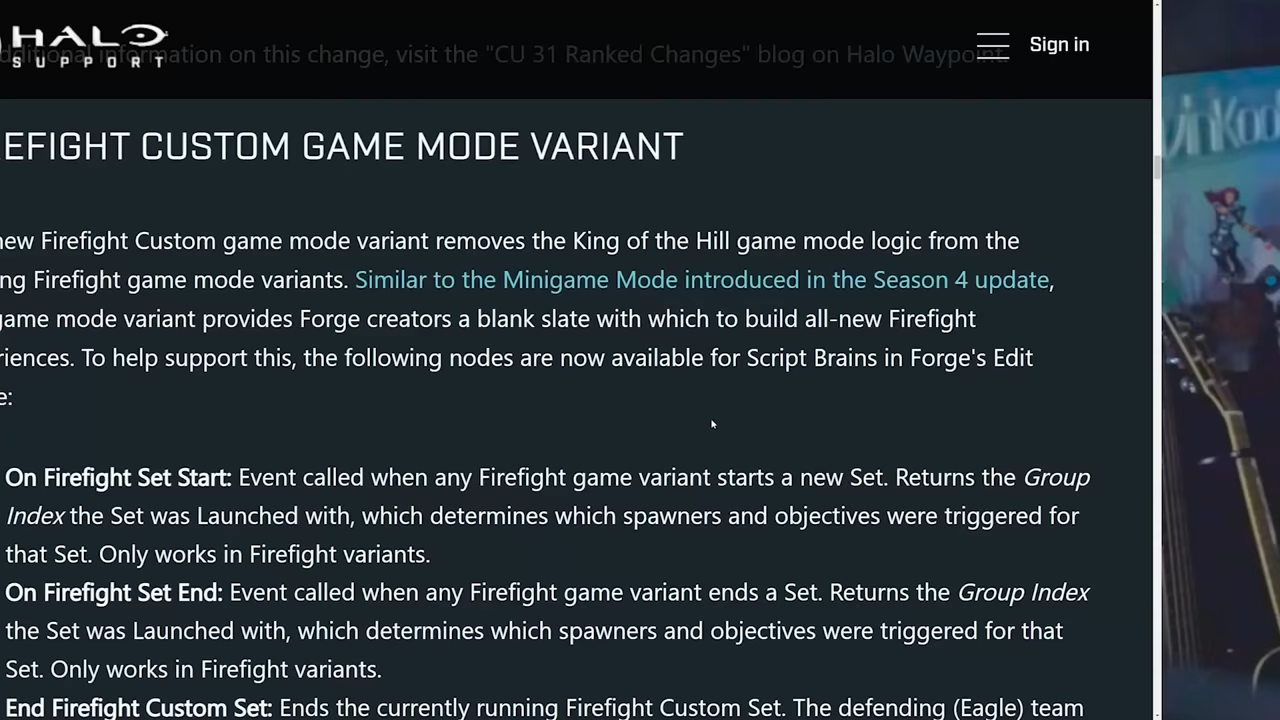 HALO
SUPPORT
Sign in
dditional information on this change, visit the "CU 31 Ranked Changes" blog on Halo Waypoint.
EFIGHT CUSTOM GAME MODE VARIANT
new Firefight Custom game mode variant removes the King of the Hill game mode logic from the
ng Firefight game mode variants. Similar to the Minigame Mode introduced in the Season 4 update,
game mode variant provides Forge creators a blank slate with which to build all-new Firefight
riences. To help support this, the following nodes are now available for Script Brains in Forge's Edit
e:
On Firefight Set Start: Event called when any Firefight game variant starts a new Set. Returns the Group
Index the Set was Launched with, which determines which spawners and objectives were triggered for
that Set. Only works in Firefight variants.
On Firefight Set End: Event called when any Firefight game variant ends a Set. Returns the Group Index
the Set was Launched with, which determines which spawners and objectives were triggered for that
Set. Only works in Firefight variants.
End Firefight Custom Set: Ends the currently running Firefight Custom Set. The defending (Eagle) team